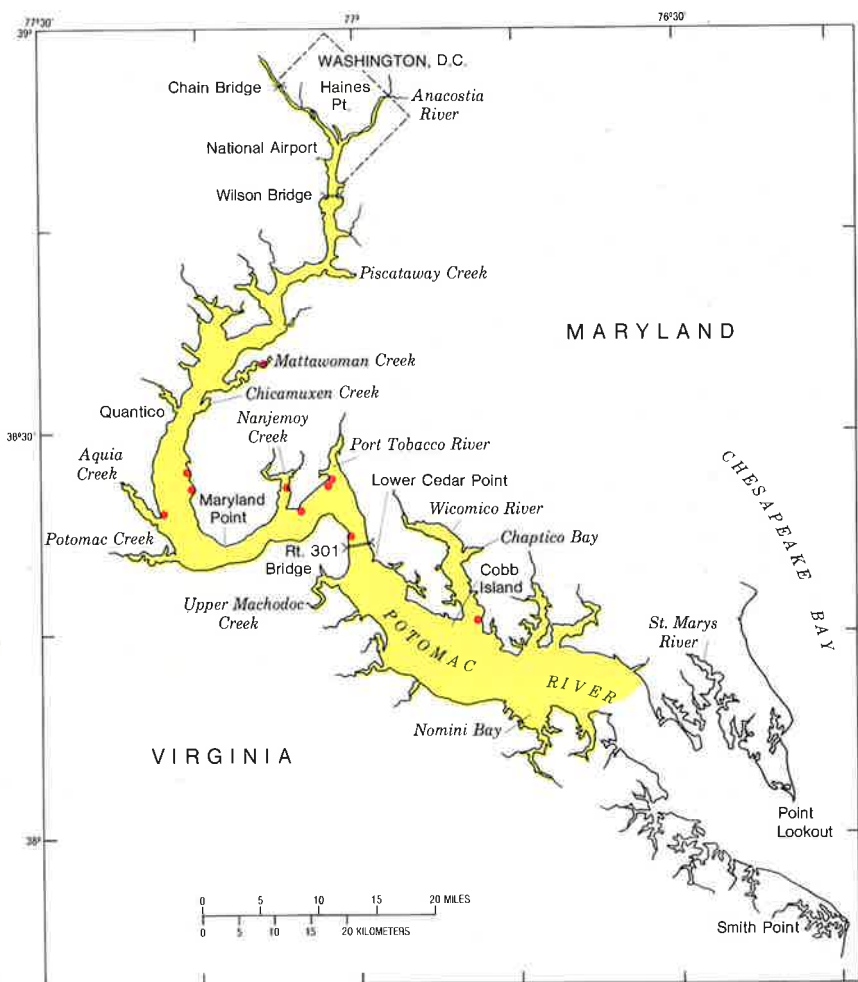 77°30'
77°
76°30'
39°
WASHINGTON, D.C.
Chain Bridge
Haines
Pt.
Anacostia
River
National Airport
Wilson Bridge
Piscataway Creek
MARYLAND
Mattawoman Creek
Chicamuxen Creek
Quantico
Nanjemoy
Creek
38°30'
Port Tobacco River
Aquia
Creek
Lower Cedar Point
CHESAPEAKE BAY
Maryland
Point
Wicomico River
Potomac Creek
Chaptico Bay
Rt. 301
Bridge
Cobb
Island
Upper Machodoc
Creek
St. Marys
River
POTOMAC RIVER
Nomini Bay
VIRGINIA
Point
Lookout
38°
0 5 10 15 20 MILES
0 5 10 15 20 KILOMETERS
Smith Point